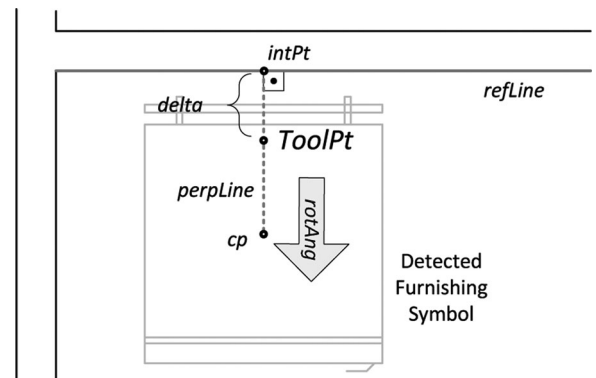 intPt
refLine
delta
ToolPt
perpLine
rotAng
cp
Detected
Furnishing
Symbol